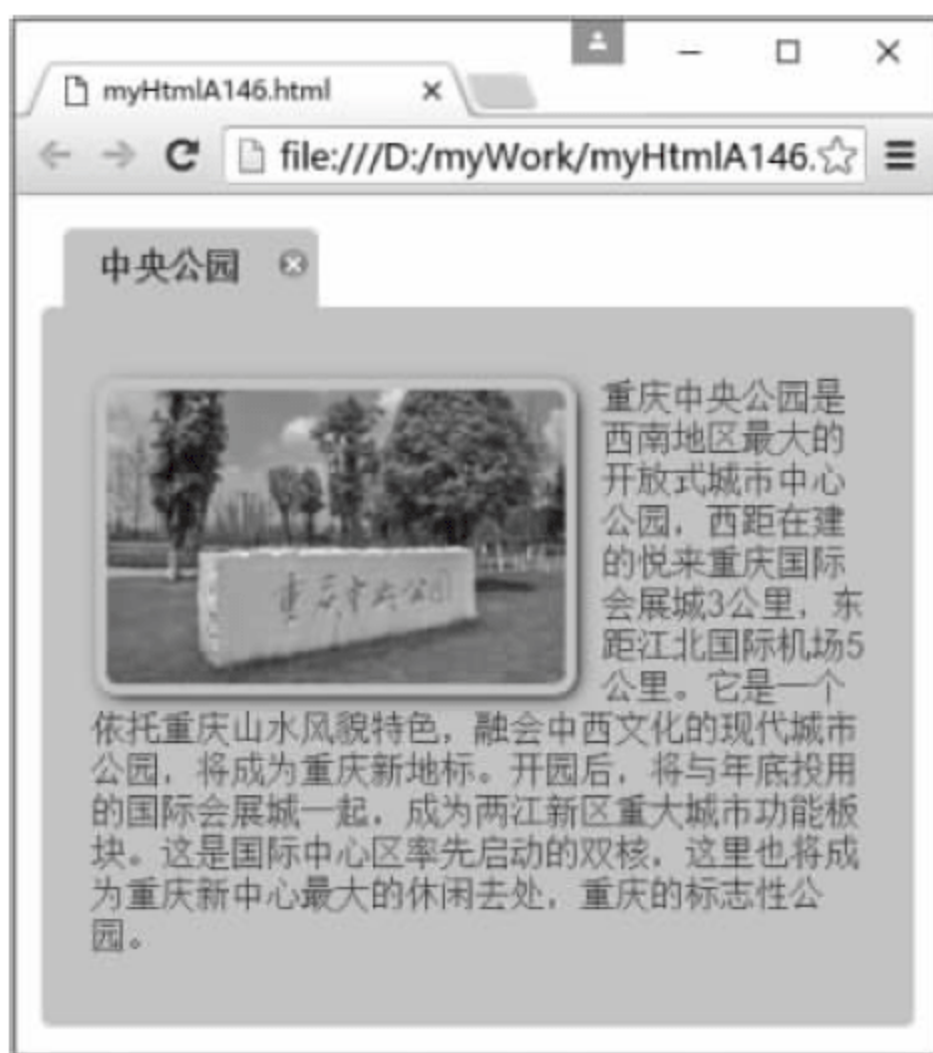 myHtmlA146.html
file:///D:/myWork/myHtmlA146.
中央公园
重庆中央公园
重庆中央公园是
西南地区最大的
开放式城市中心
公园，西距在建
的悦来重庆国际
会展城3公里，东
距江北国际机场5
公里。它是一个
依托重庆山水风貌特色，融会中西文化的现代城市
公园，将成为重庆新地标。开园后，将与年底投用
的国际会展城一起，成为两江新区重大城市功能板
块。这是国际中心区率先启动的双核，这里也将成
为重庆新中心最大的休闲去处，重庆的标志性公
园。